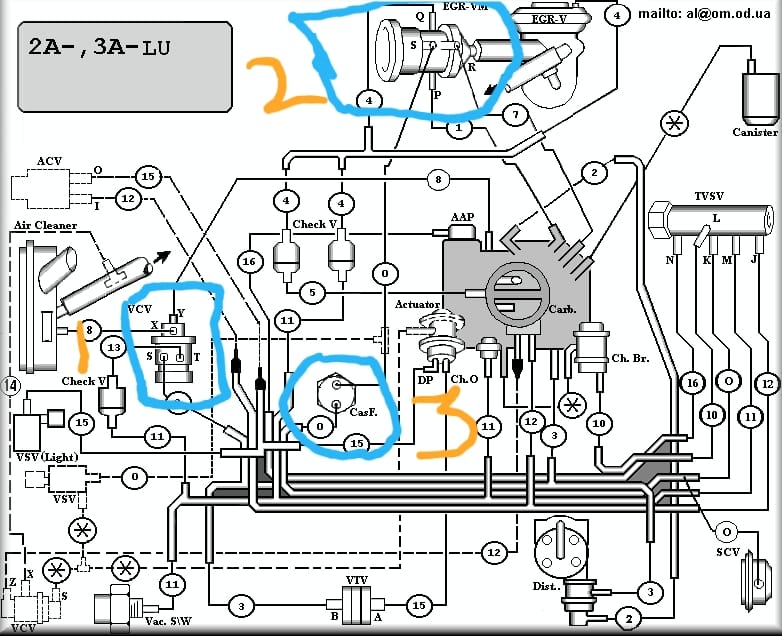 EGR-VM
Q
EGR-V
4
mailto: al@om.od.ua
2A-,3A-LU
S
R
2
P
4
1
7
Canister
ACV
O
15
8
2
I
12
TVSV
4
4
L
Air Cleaner
Check V
AAP
N
K
M
J
16
0
5
Actuator
Carb.
VCV
Y
X
8
1
11
13
S
T
Ch. Br.
14
Check V
DP
Ch.O
16
O
12
CasF.
3
15
0
15
11
12
3
10
10
11
11
VSV(Light)
VSV
0
O
12
SCV
Z
X
S
11
VTV
Dist..
3
B
A
15
3
Vac. S\W
2
VCV